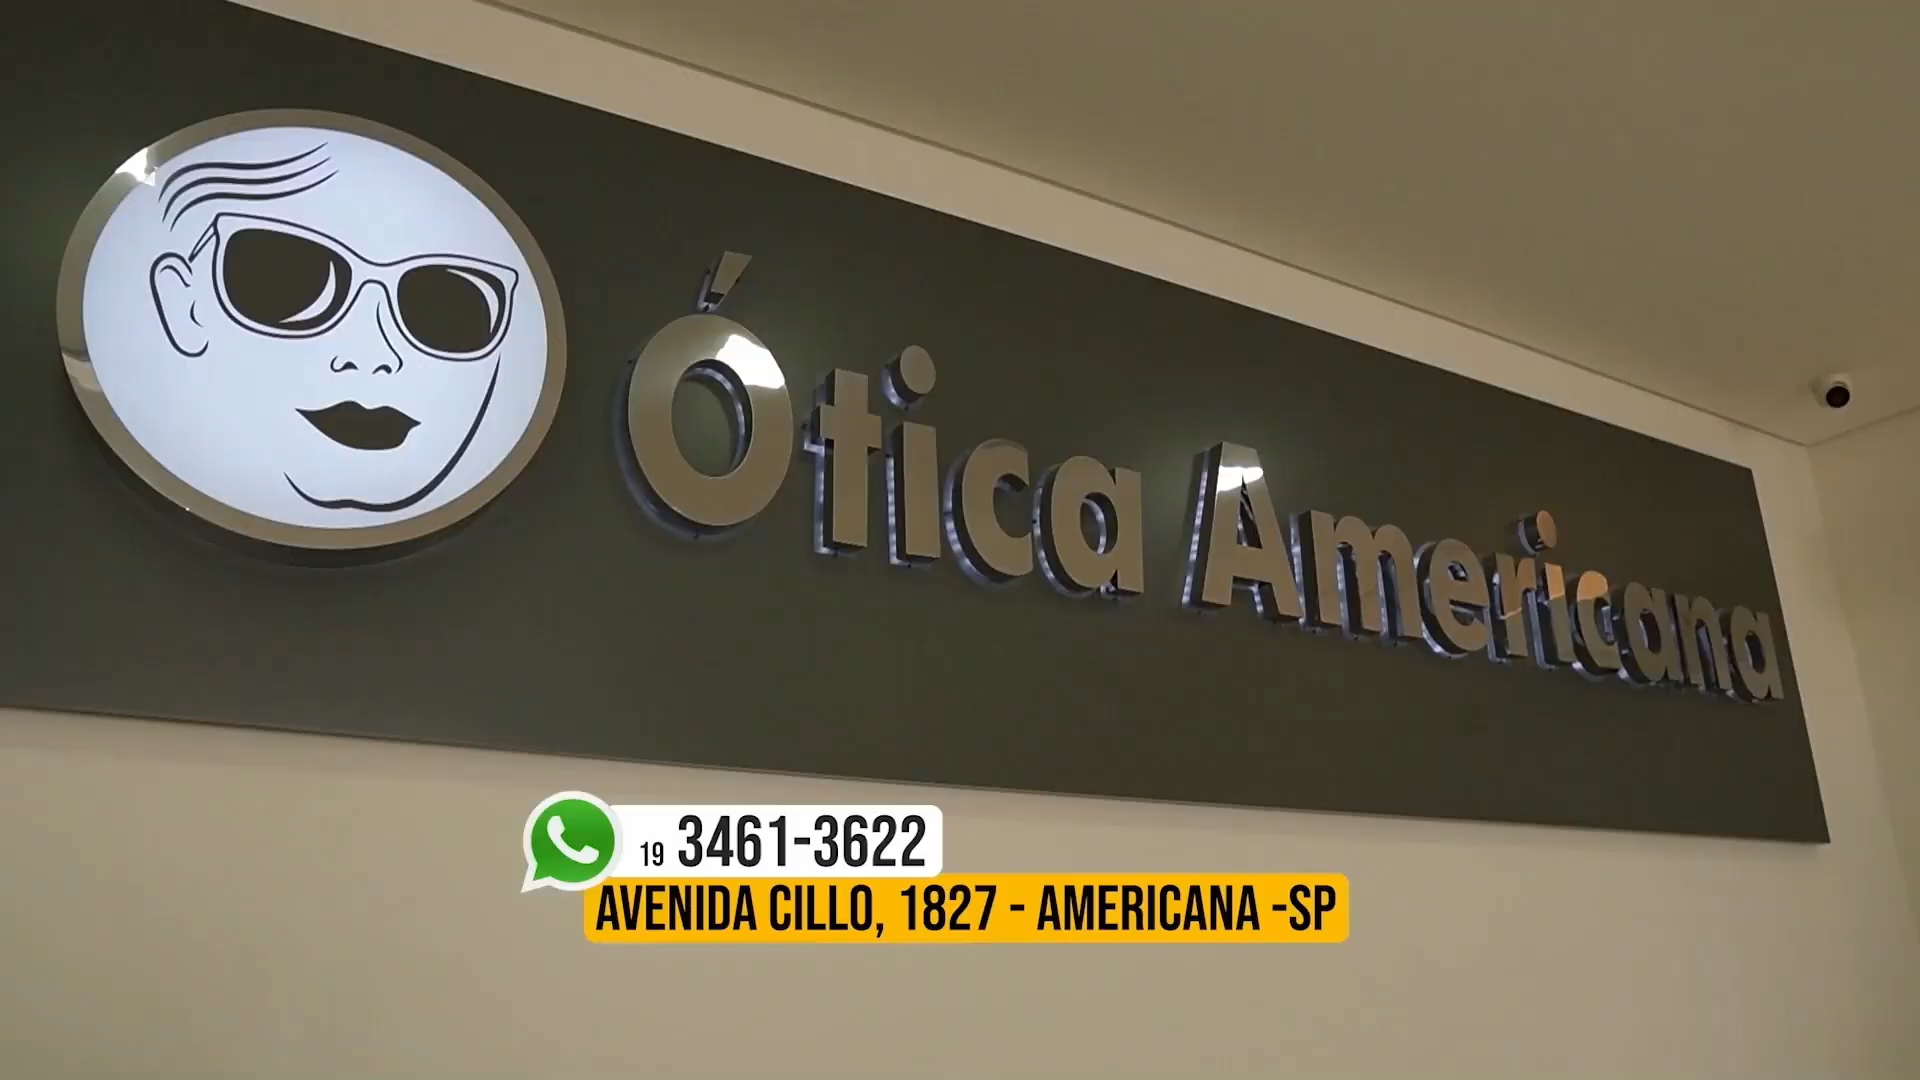 Ótica Americana
19 3461-3622
AVENIDA CILLO, 1827 - AMERICANA -SP